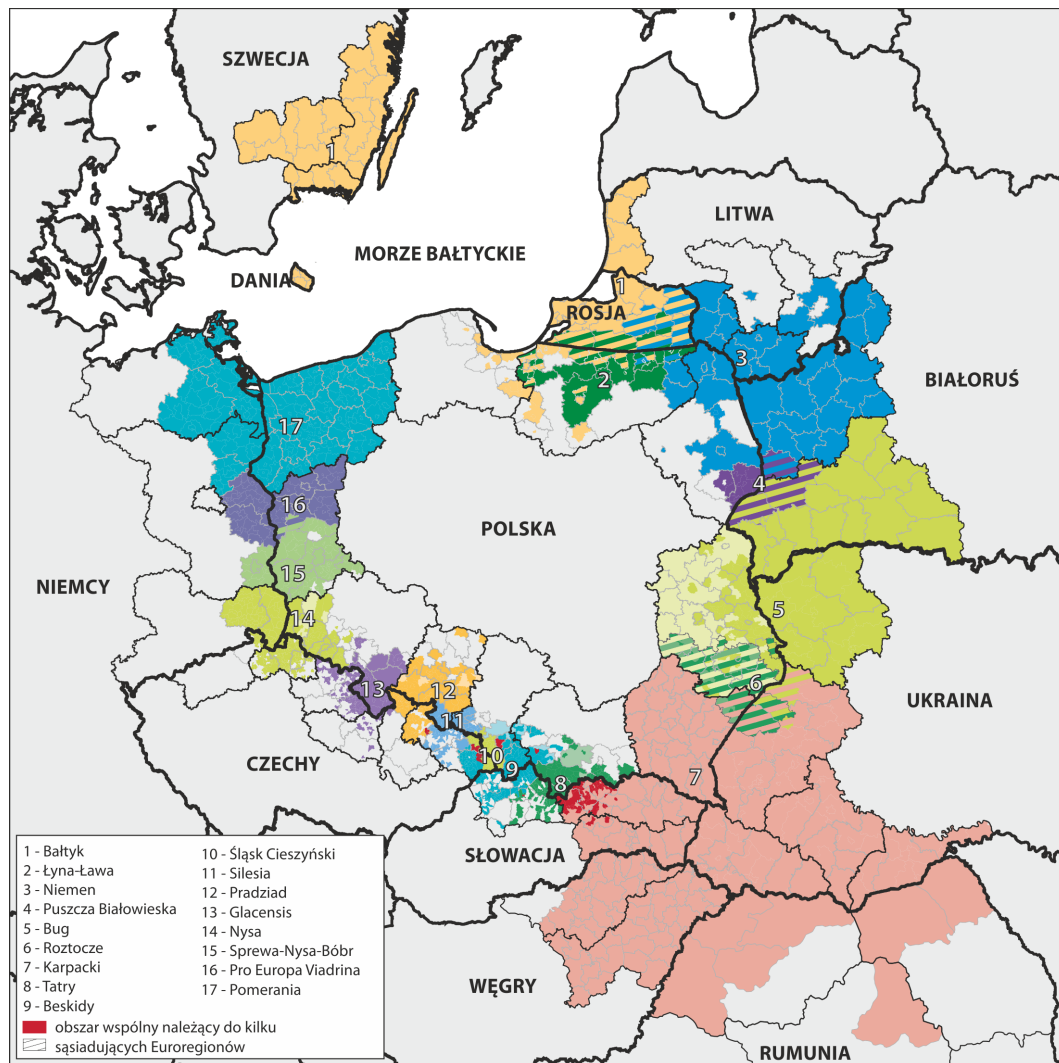 SZWECJA
1
LITWA
MORZE BAŁTYCKIE
DANIA
1
ROSJA
3
2
BIAŁORUŚ
17
4
16
POLSKA
15
NIEMCY
5
14
6
13
12
UKRAINA
11
10
CZECHY
9
8
7
SŁOWACJA
WĘGRY
RUMUNIA
1 - Bałtyk
2 - Łyna-Ława
3 - Niemen
4 - Puszcza Białowieska
5 - Bug
6 - Roztocze
7 - Karpacki
8 - Tatry
9 - Beskidy
10 - Śląsk Cieszyński
11 - Silesia
12 - Pradziad
13 - Glacensis
14 - Nysa
15 - Sprewa-Nysa-Bóbr
16 - Pro Europa Viadrina
17 - Pomerania
obszar wspólny należący do kilku
sąsiadujących Euroregionów